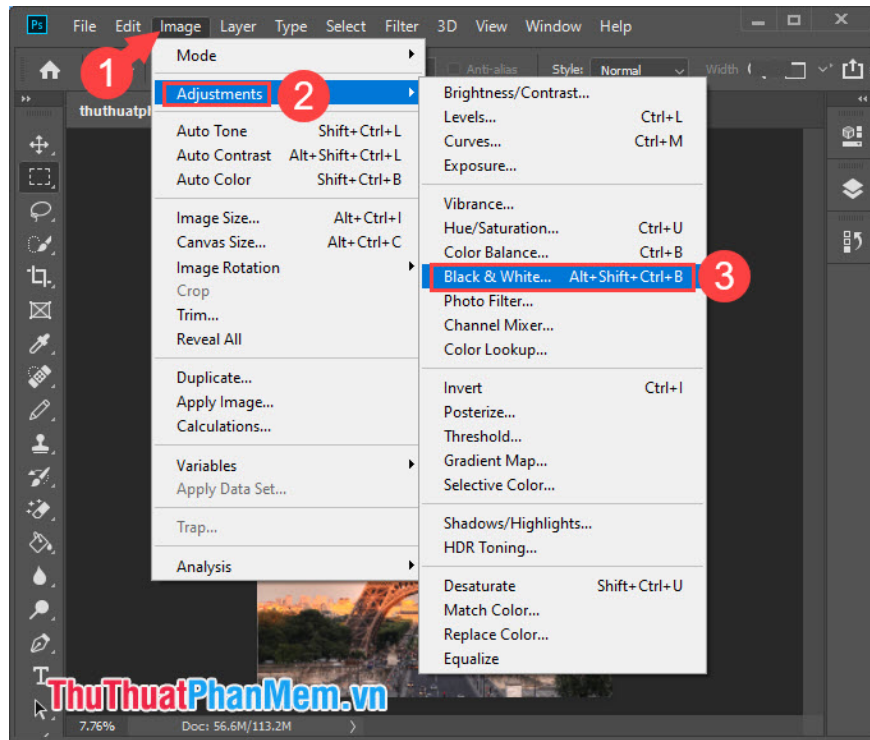 Ps File Edit Image Layer Type Select Filter 3D View Window Help
Anti-alias Style: Normal Width
thuthuatpl
1
2
3
Mode
Adjustments
Auto Tone Shift+Ctrl+L
Auto Contrast Alt+Shift+Ctrl+L
Auto Color Shift+Ctrl+B
Image Size... Alt+Ctrl+I
Canvas Size... Alt+Ctrl+C
Image Rotation
Crop
Trim...
Reveal All
Duplicate...
Apply Image...
Calculations...
Variables
Apply Data Set...
Trap...
Analysis
Brightness/Contrast...
Levels... Ctrl+L
Curves... Ctrl+M
Exposure...
Vibrance...
Hue/Saturation... Ctrl+U
Color Balance... Ctrl+B
Black & White... Alt+Shift+Ctrl+B
Photo Filter...
Channel Mixer...
Color Lookup...
Invert Ctrl+I
Posterize...
Threshold...
Gradient Map...
Selective Color...
Shadows/Highlights...
HDR Toning...
Desaturate Shift+Ctrl+U
Match Color...
Replace Color...
Equalize
ThuThuatPhanMem.vn
7.76% Doc: 56.6M/113.2M